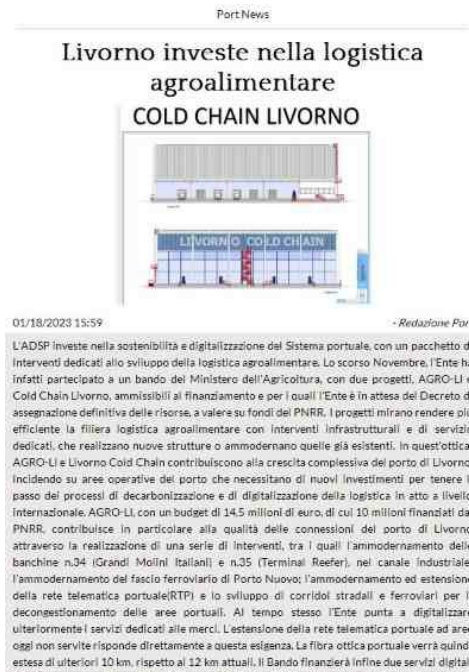 Port News
Livorno investe nella logistica
agroalimentare
COLD CHAIN LIVORNO
LIVORNO COLD CHAIN
01/18/2023 15:59
- Redazione Por
L'ADSP investe nella sostenibilità e digitalizzazione del Sistema portuale, con un pacchetto d
interventi dedicati allo sviluppo della logistica agroalimentare. Lo scorso Novembre, l'Ente ha
infatti partecipato a un bando del Ministero dell'Agricoltura, con due progetti, AGRO-LI e
Cold Chain Livorno, ammissibili al finanziamento e per i quali l'Ente è in attesa del Decreto d
assegnazione definitiva delle risorse, a valere su fondi del PNRR. I progetti mirano rendere più
efficiente la filiera logistica agroalimentare con interventi infrastrutturali e di servizio
dedicati, che realizzano nuove strutture o ammodernano quelle già esistenti. In quest'ottica
AGRO-LI e Livorno Cold Chain contribuiscono alla crescita complessiva del porto di Livorno
incidendo su aree operative del porto che necessitano di nuovi investimenti per tenere i
passo dei processi di decarbonizzazione e di digitalizzazione della logistica in atto a livello
internazionale. AGRO-LI, con un budget di 14,5 milioni di euro, di cui 10 milioni finanziati da
PNRR, contribuisce in particolare alla qualità delle connessioni del porto di Livorno
attraverso la realizzazione di una serie di interventi, tra i quali l'ammodernamento delle
banchine n.34 (Grandi Molini Italiani) e n.35 (Terminal Reefer), nel canale industriale
l'ammodernamento del fascio ferroviario di Porto Nuovo; l'ammodernamento ed estensione
della rete telematica portuale(RTP) e lo sviluppo di corridoi stradali e ferroviari per i
decongestionamento delle aree portuali. Al tempo stesso l'Ente punta a digitalizzare
ulteriormente i servizi dedicati alle merci. L'estensione della rete telematica portuale ad aree
oggi non servite risponde direttamente a questa esigenza. La fibra ottica portuale verrà quindi
estesa di ulteriori 10 km, rispetto ai 12 km attuali. Il Bando finanzierà infine due servizi digital